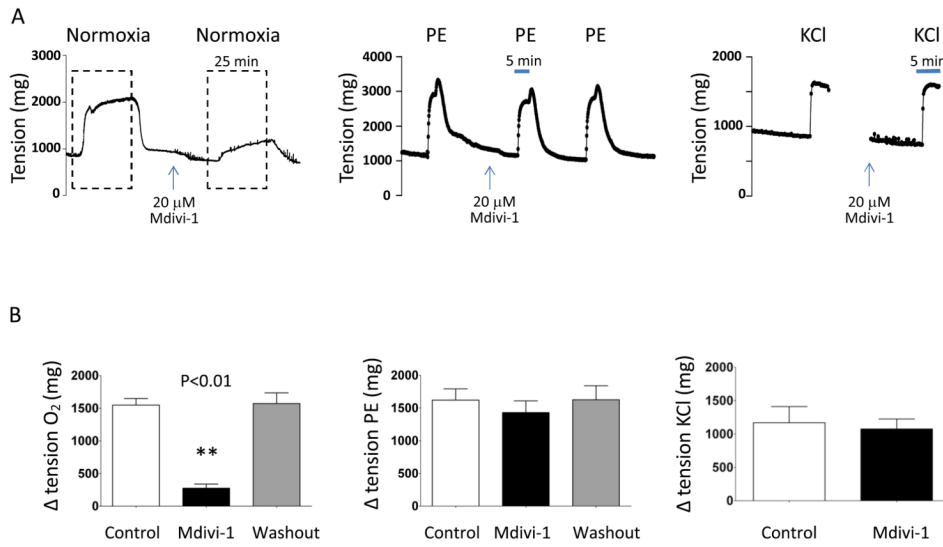 A
Normoxia Normoxia
25 min
3000
2000
1000
0
Tension (mg)
20 μM
Mdivi-1
PE PE PE
5 min
4000
3000
2000
1000
0
Tension (mg)
20 μM
Mdivi-1
KCl KCl
5 min
2000
1500
1000
500
0
Tension (mg)
20 μM
Mdivi-1
B
2000
1500
1000
500
0
Δ tension O₂ (mg)
P<0.01
**
Control Mdivi-1 Washout
2000
1500
1000
500
0
Δ tension PE (mg)
Control Mdivi-1 Washout
2000
1500
1000
500
0
Δ tension KCl (mg)
Control Mdivi-1